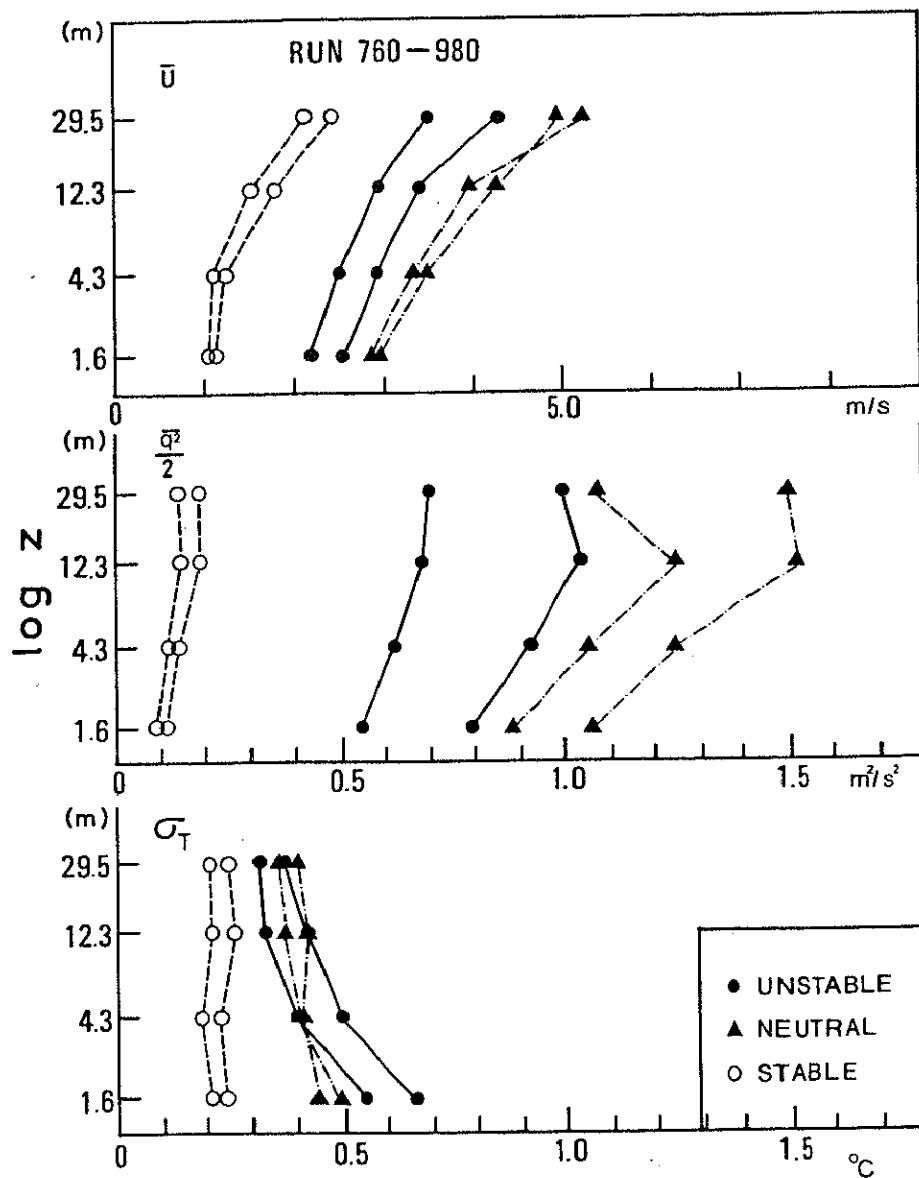 (m)
RUN 760-980
U̅
29.5
12.3
4.3
1.6
0
5.0
m/s
(m)
q̅²/2
29.5
12.3
4.3
1.6
0
0.5
1.0
1.5
m²/s²
log z
(m)
σT
29.5
12.3
4.3
1.6
0
0.5
1.0
1.5
°C
● UNSTABLE
▲ NEUTRAL
○ STABLE